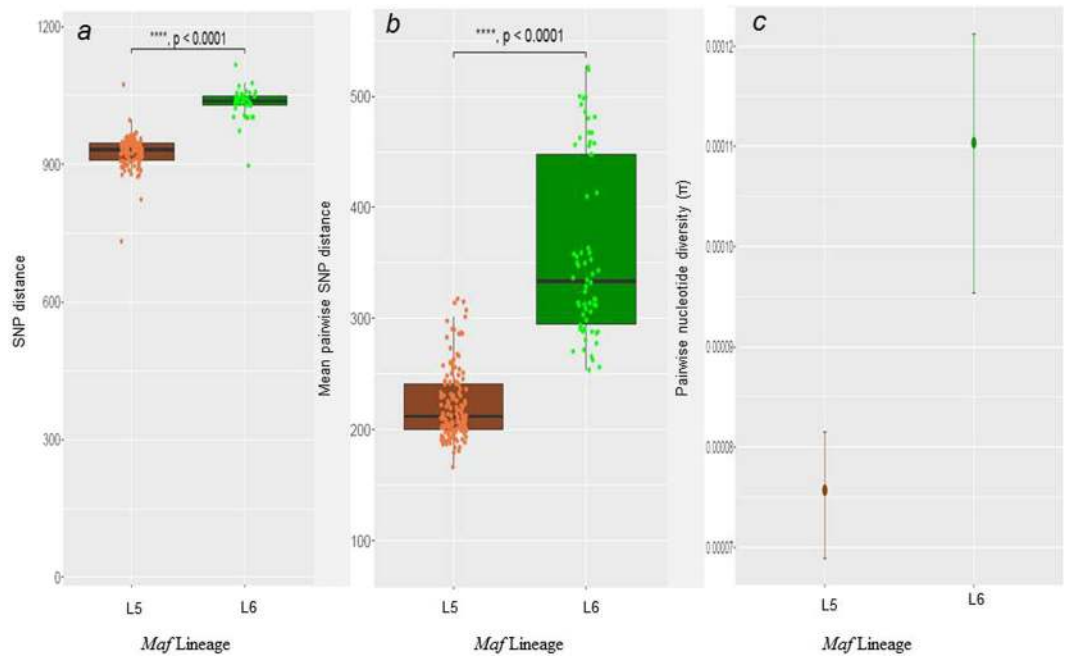 a
****, p < 0.0001
1200
900
600
300
0
SNP distance
L5 L6
Maf Lineage
b
****, p < 0.0001
500
400
300
200
100
Mean pairwise SNP distance
L5 L6
Maf Lineage
c
0.00012
0.00011
0.00010
0.00009
0.00008
0.00007
Pairwise nucleotide diversity (π)
L5 L6
Maf Lineage